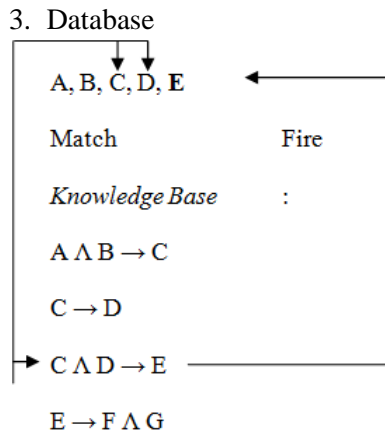 3. Database
A, B, C, D, E
Match Fire
Knowledge Base :
A Λ B → C
C → D
C Λ D → E
E → F Λ G